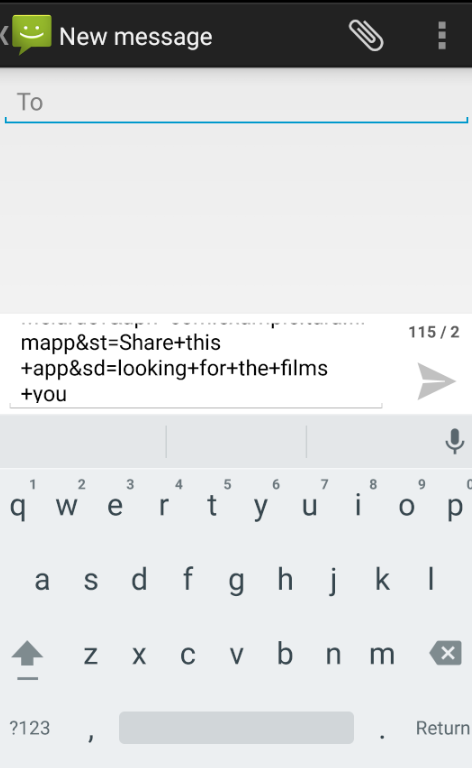 New message
To
mapp&st=Share+this
+app&sd=looking+for+the+films
+you
115 / 2
1 2 3 4 5 6 7 8 9 0
q w e r t y u i o p
a s d f g h j k l
z x c v b n m
?123 , . Return